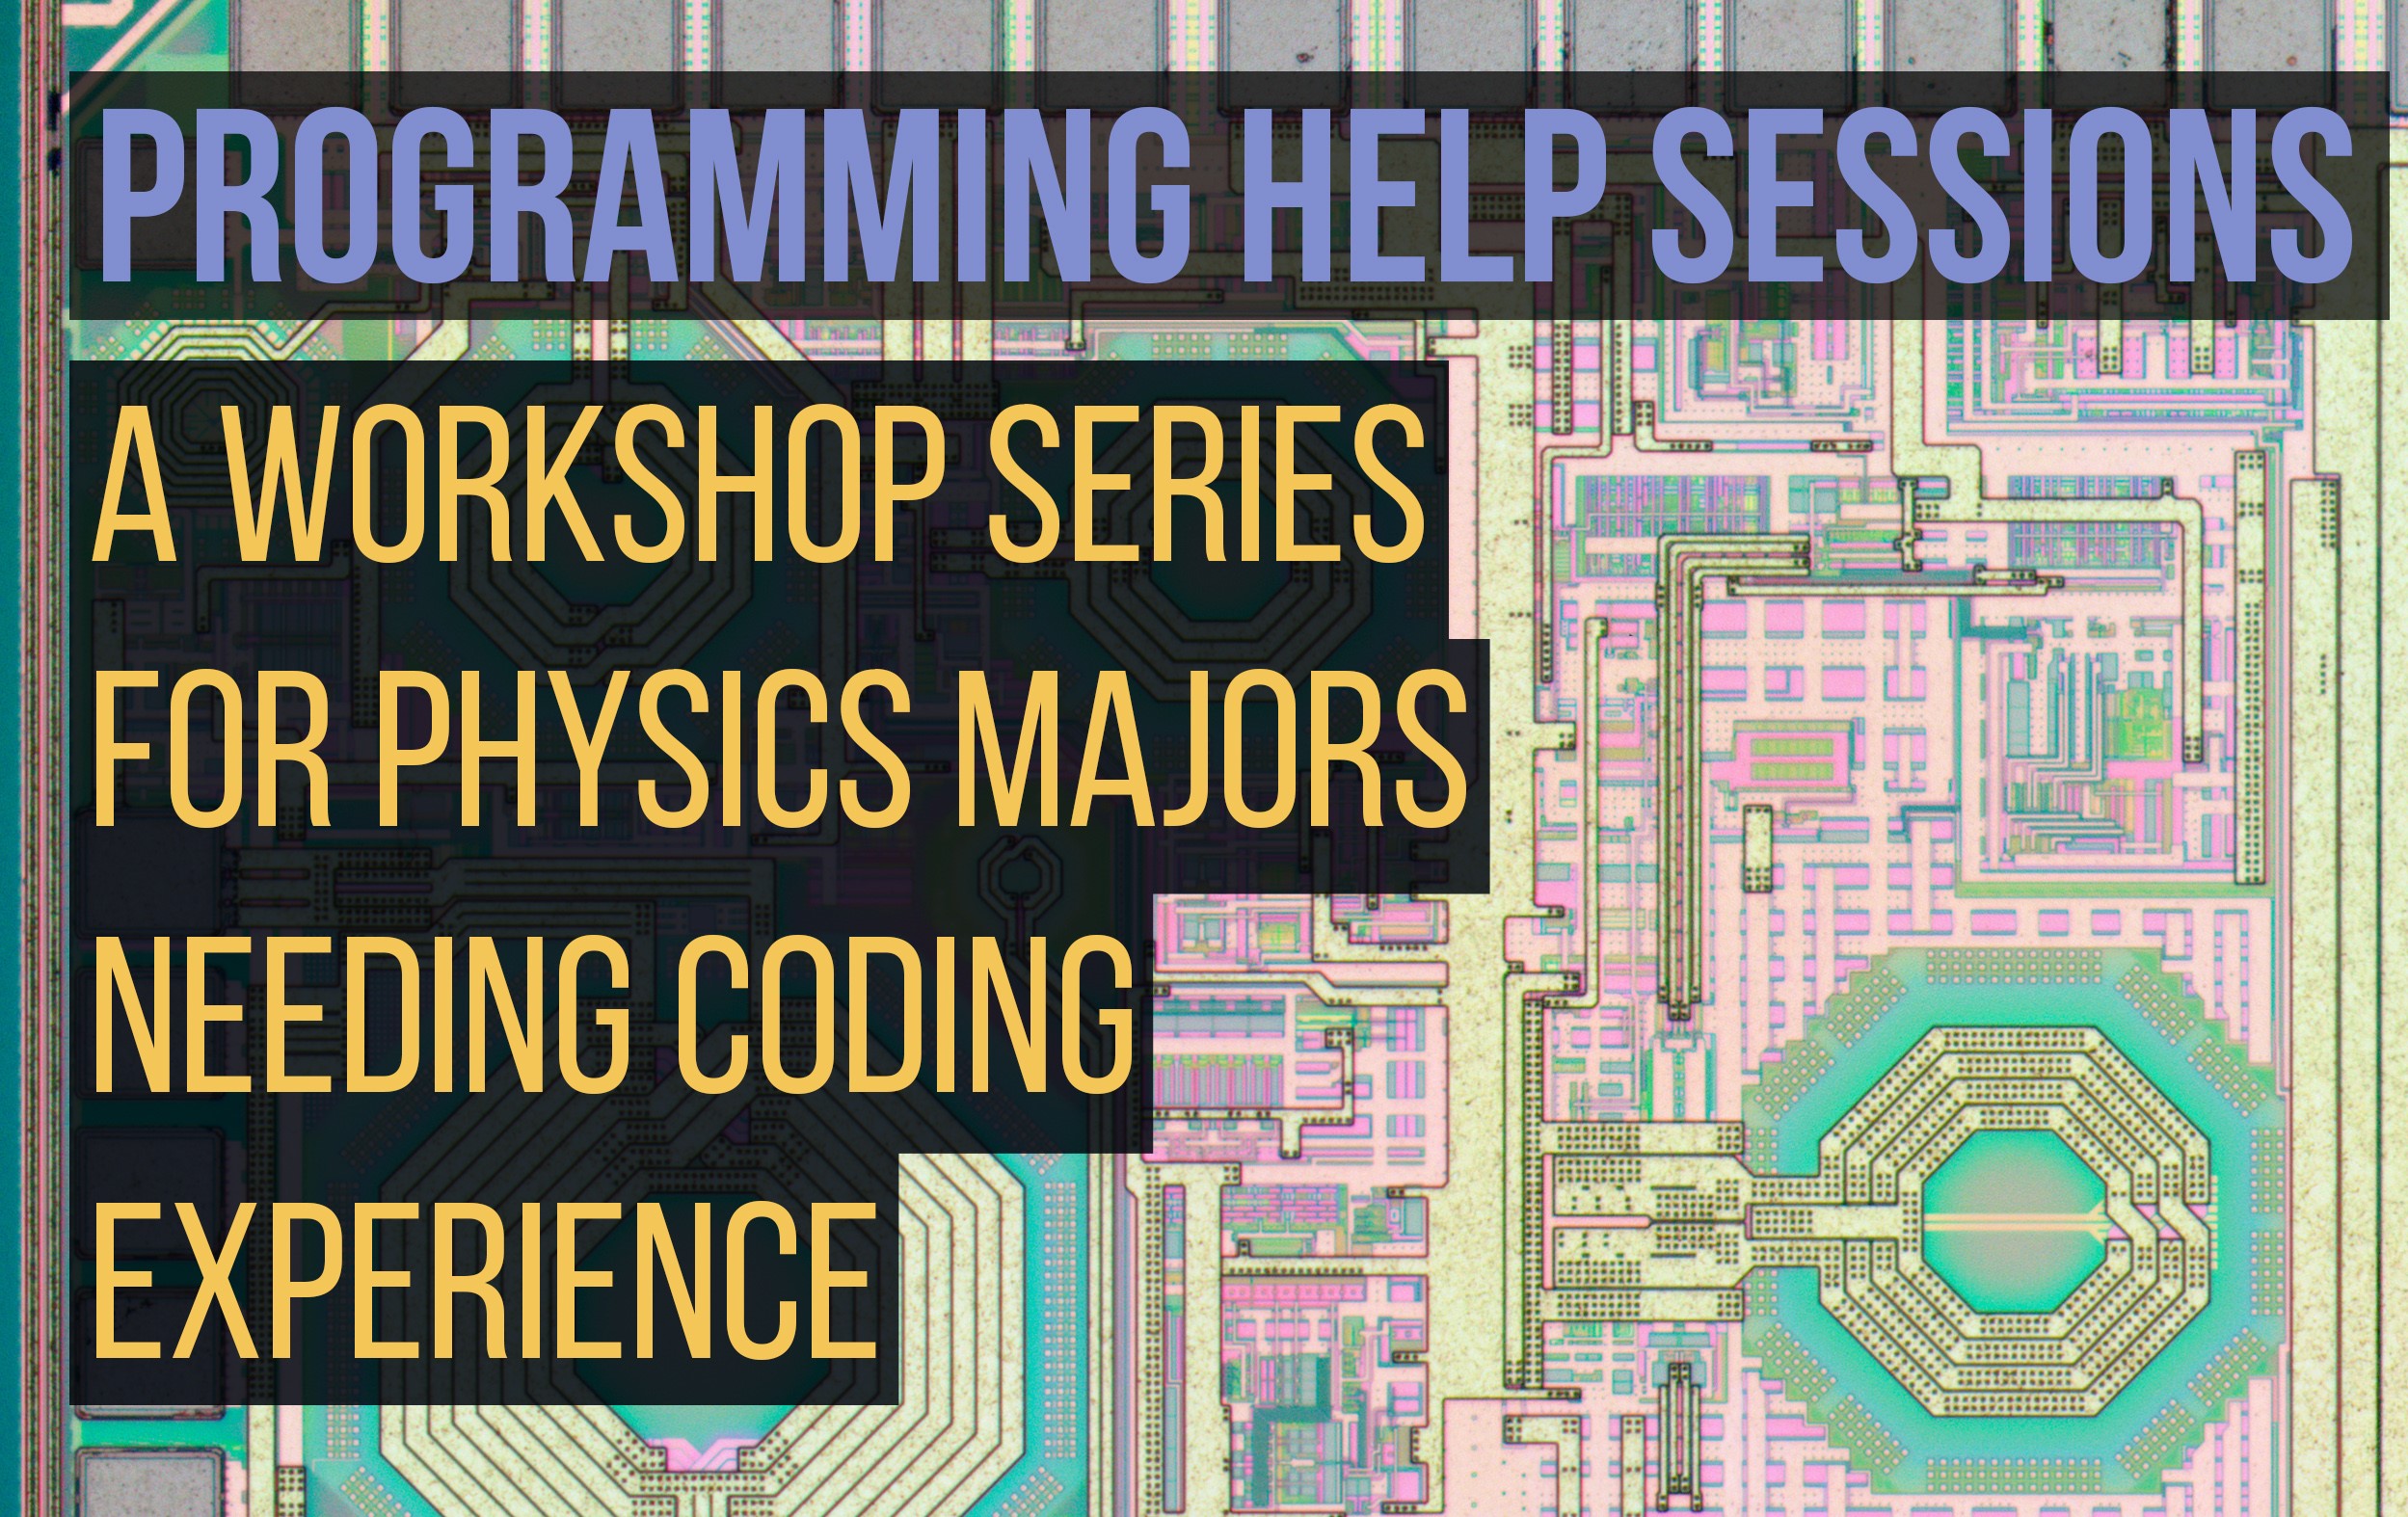 PROGRAMMING HELP SESSIONS
A WORKSHOP SERIES
FOR PHYSICS MAJORS
NEEDING CODING
EXPERIENCE